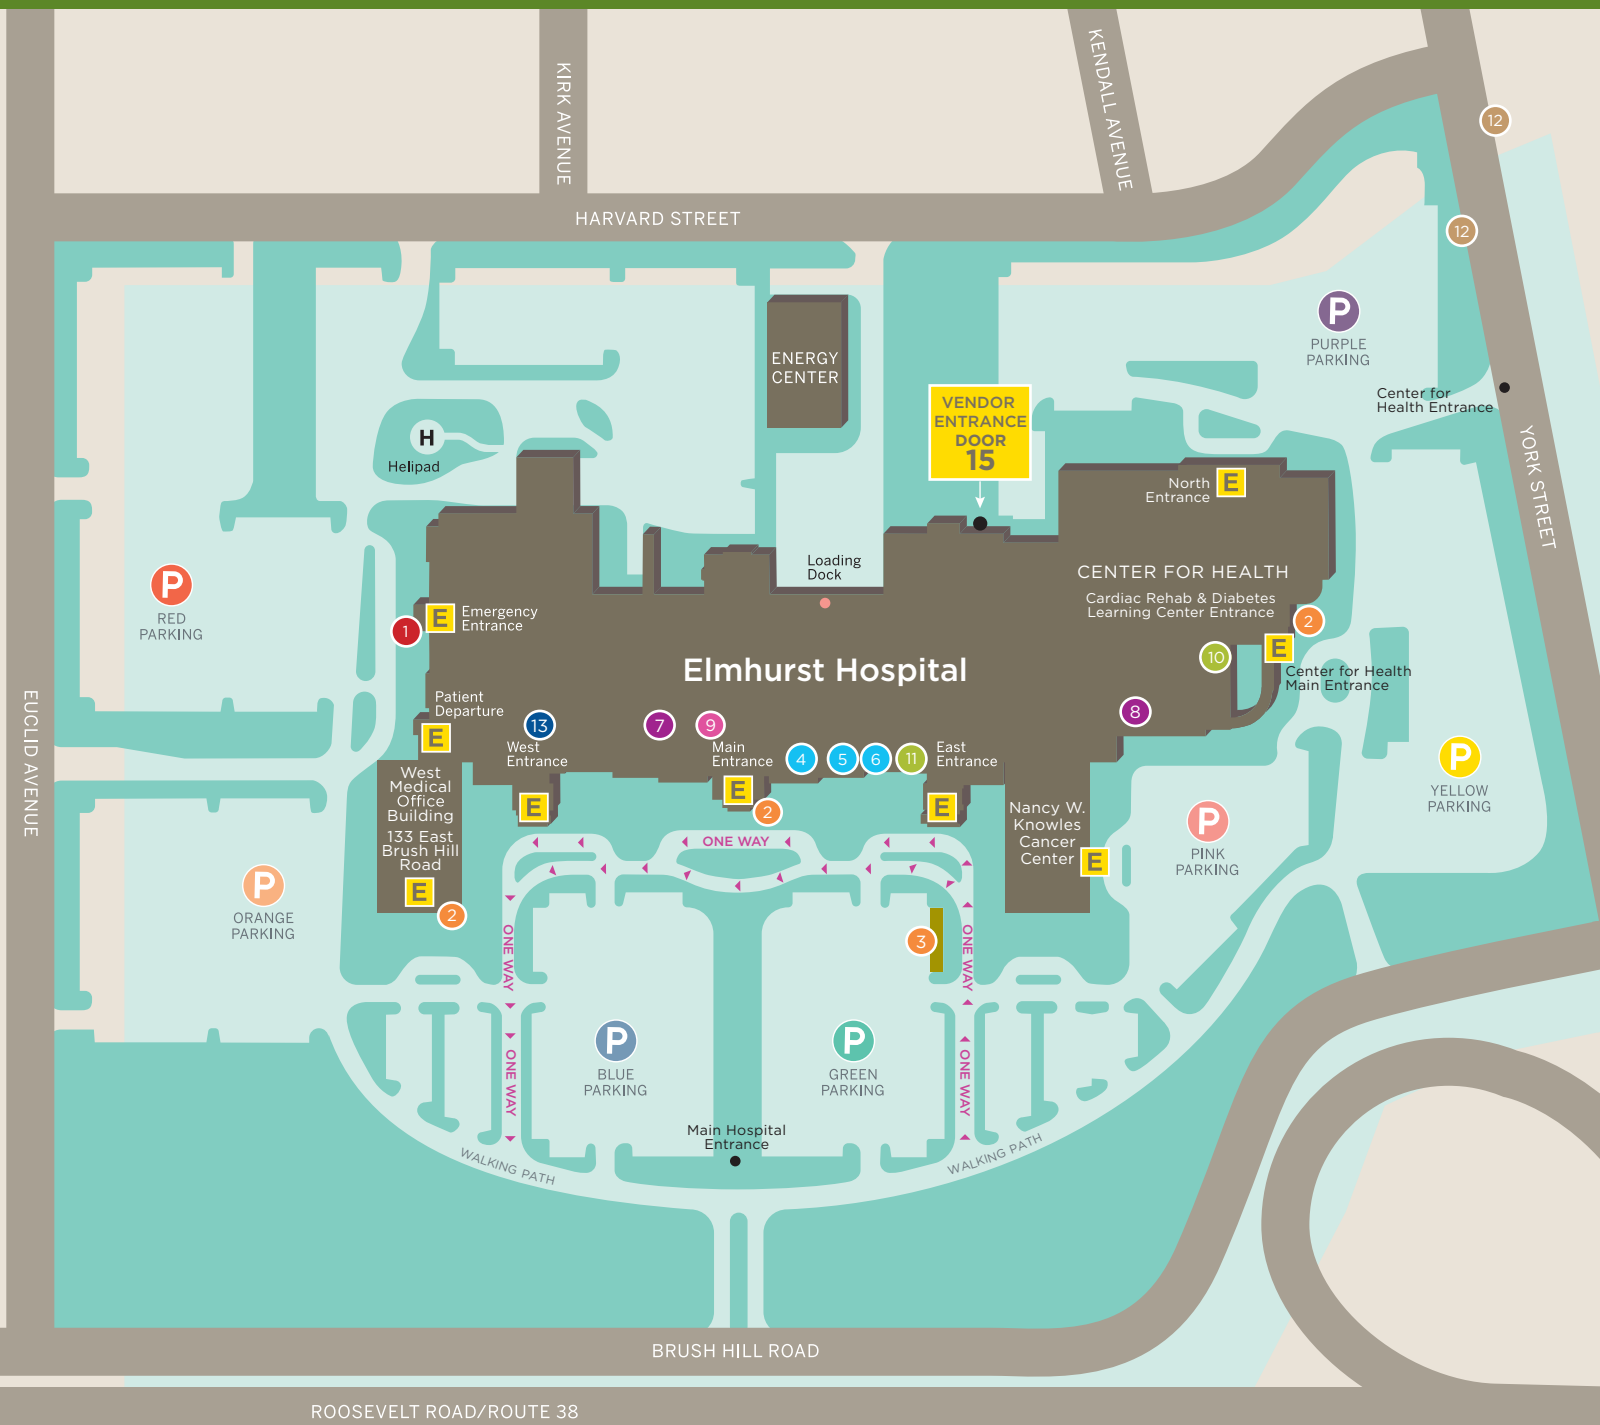 KIRK AVENUE
KENDALL AVENUE
12
HARVARD STREET
12
P
PURPLE
PARKING
ENERGY
CENTER
Center for
Health Entrance
VENDOR
ENTRANCE
DOOR
15
H
Helipad
YORK STREET
North
Entrance
E
Loading
Dock
CENTER FOR HEALTH
Cardiac Rehab & Diabetes
Learning Center Entrance
P
RED
PARKING
1
E
Emergency
Entrance
2
E
10
Center for Health
Main Entrance
Elmhurst Hospital
EUCLID AVENUE
Patient
Departure
E
13
7
9
8
West
Entrance
Main
Entrance
4
5
6
11
East
Entrance
P
YELLOW
PARKING
West
Medical
Office
Building
133 East
Brush Hill
Road
E
2
E
E
2
E
Nancy W.
Knowles
Cancer
Center
E
P
PINK
PARKING
ONE WAY
P
ORANGE
PARKING
ONE WAY
3
ONE WAY
P
BLUE
PARKING
P
GREEN
PARKING
ONE WAY
ONE WAY
Main Hospital
Entrance
WALKING PATH
WALKING PATH
BRUSH HILL ROAD
ROOSEVELT ROAD/ROUTE 38